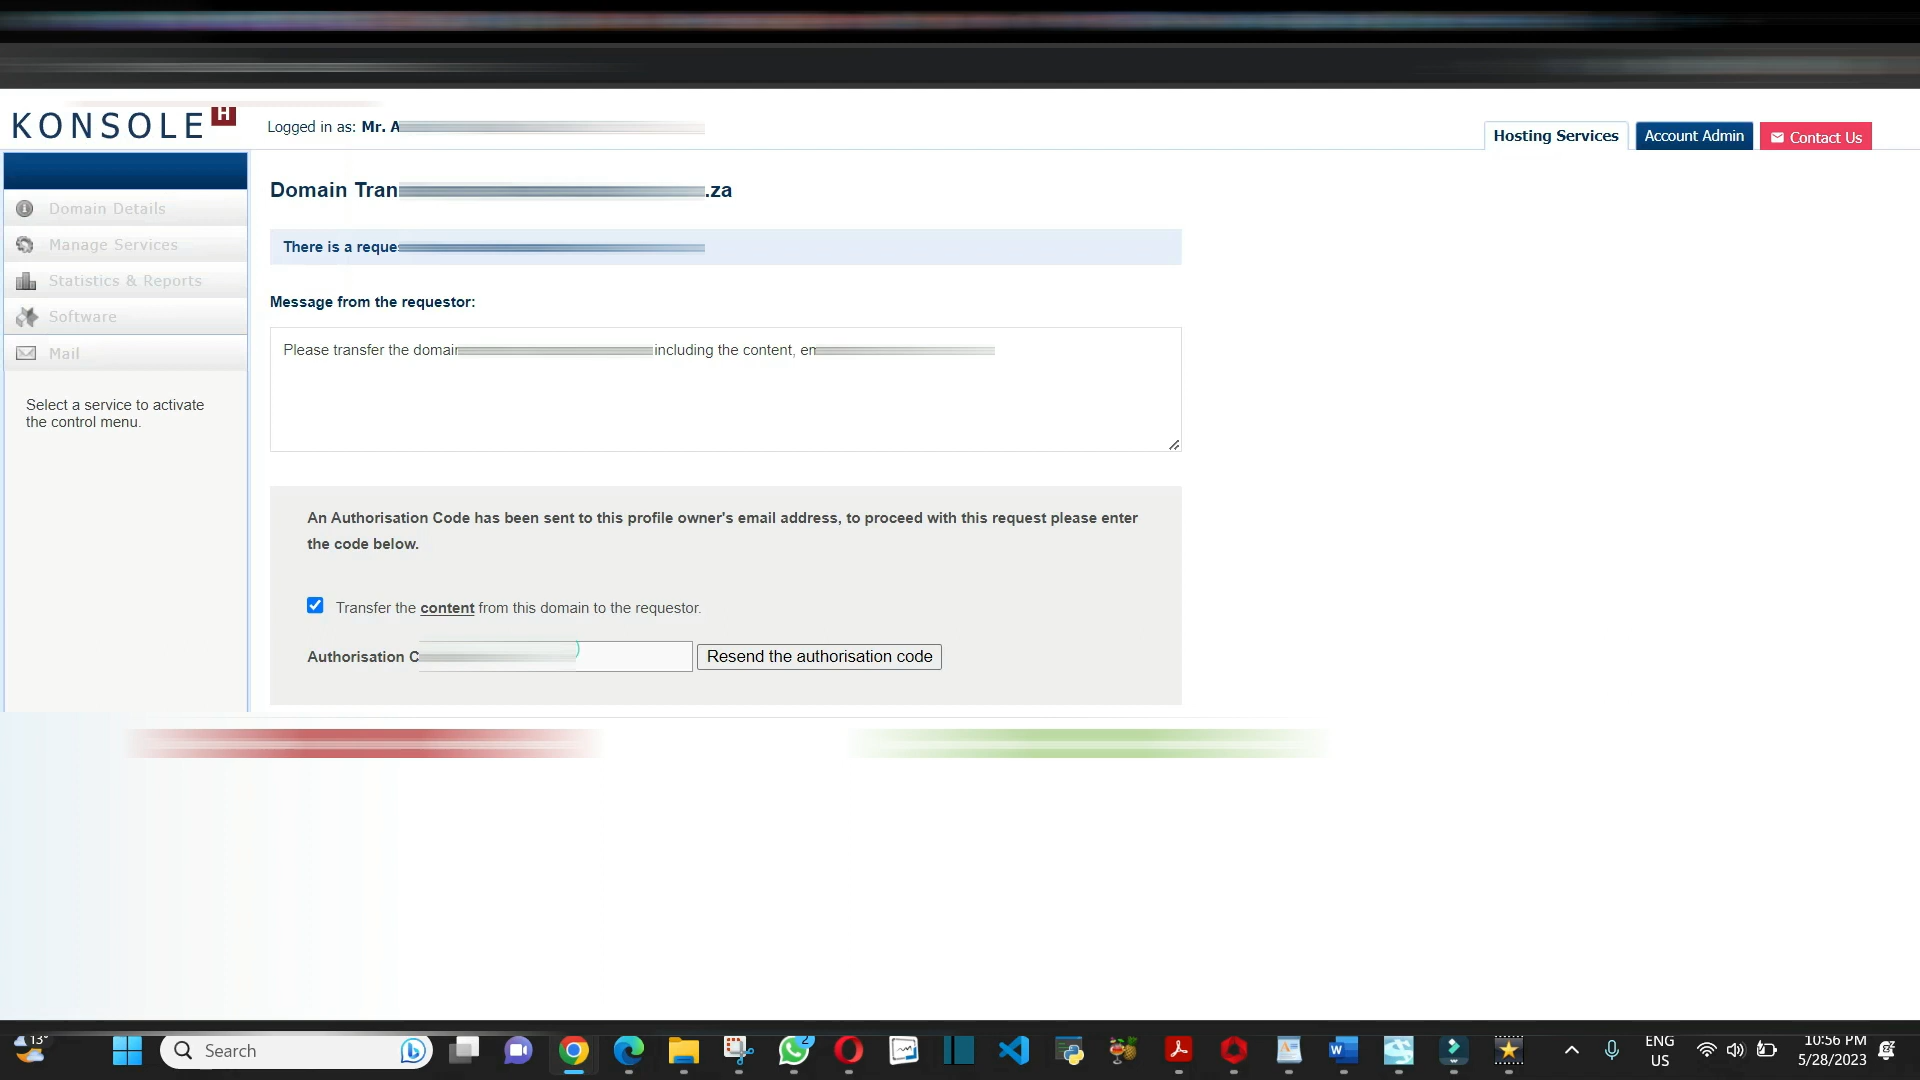 KONSOLE H
Logged in as: Mr. A
Hosting Services
Account Admin
Contact Us
Domain Details
Manage Services
Statistics & Reports
Software
Mail
Select a service to activate
the control menu.
Domain Tran .za
There is a reque
Message from the requestor:
Please transfer the domain including the content, em
An Authorisation Code has been sent to this profile owner's email address, to proceed with this request please enter
the code below.
Transfer the content from this domain to the requestor.
Authorisation C
Resend the authorisation code
13°
Search
2
ENG
US
10:56 PM
5/28/2023